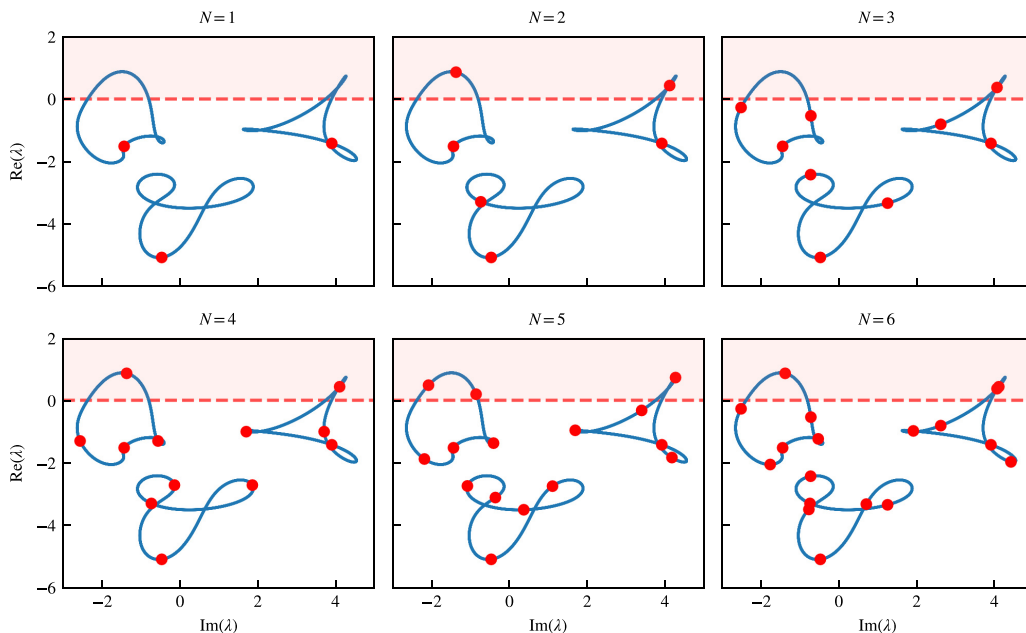 N = 1
N = 2
N = 3
2
0
−2
−4
−6
Re(λ)
N = 4
N = 5
N = 6
2
0
−2
−4
−6
Re(λ)
−2 0 2 4
−2 0 2 4
−2 0 2 4
Im(λ)
Im(λ)
Im(λ)